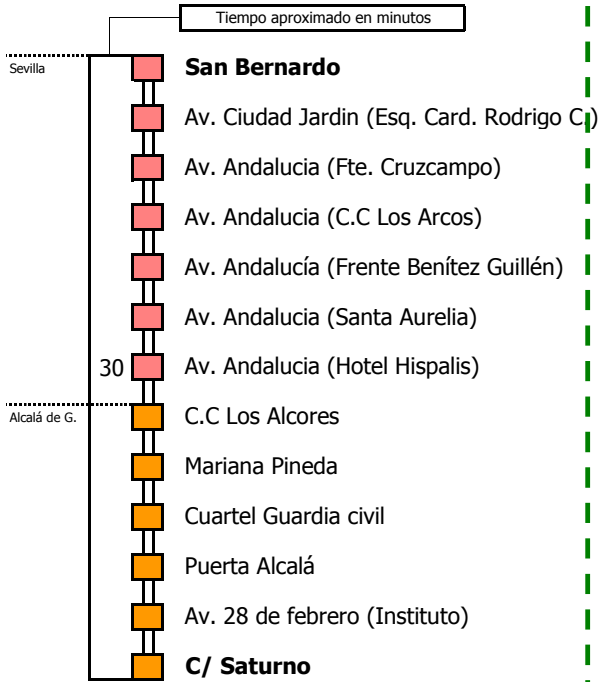 Tiempo aproximado en minutos
Sevilla
San Bernardo
Av. Ciudad Jardin (Esq. Card. Rodrigo C.)
Av. Andalucia (Fte. Cruzcampo)
Av. Andalucia (C.C Los Arcos)
Av. Andalucía (Frente Benítez Guillén)
Av. Andalucia (Santa Aurelia)
30 Av. Andalucia (Hotel Hispalis)
Alcalá de G.
C.C Los Alcores
Mariana Pineda
Cuartel Guardia civil
Puerta Alcalá
Av. 28 de febrero (Instituto)
C/ Saturno